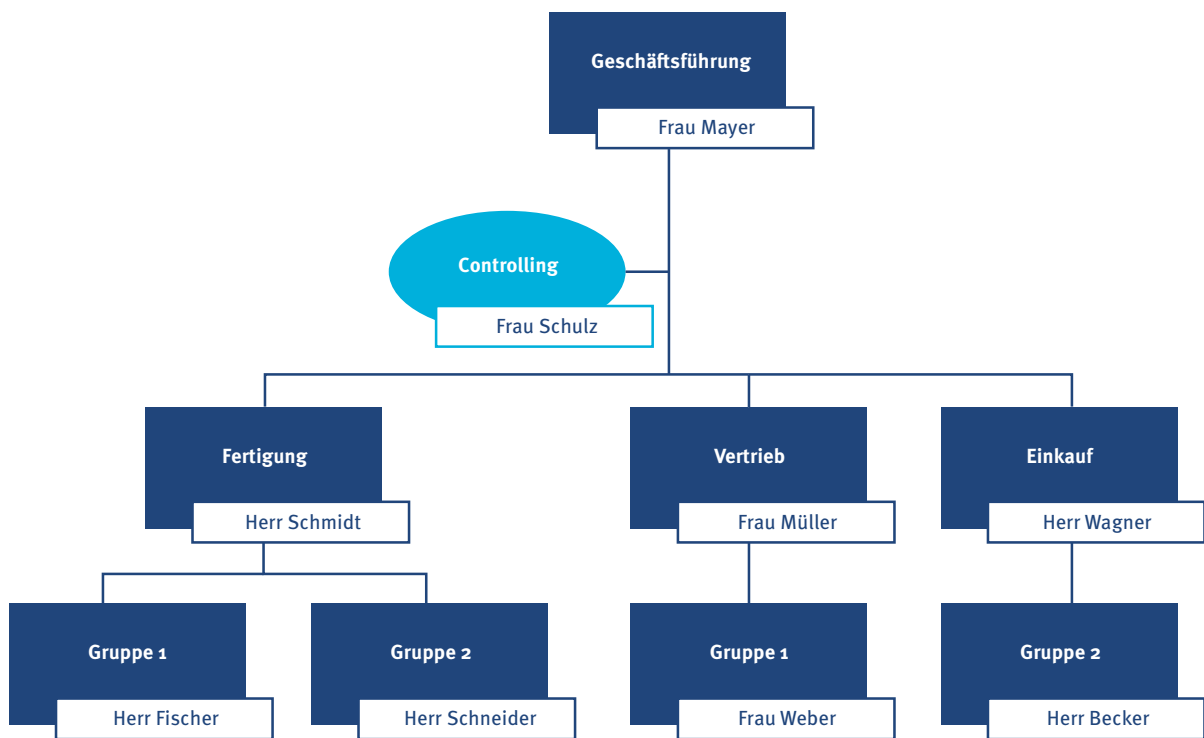 Geschäftsführung
Frau Mayer
Controlling
Frau Schulz
Fertigung
Herr Schmidt
Vertrieb
Frau Müller
Einkauf
Herr Wagner
Gruppe 1
Herr Fischer
Gruppe 2
Herr Schneider
Gruppe 1
Frau Weber
Gruppe 2
Herr Becker